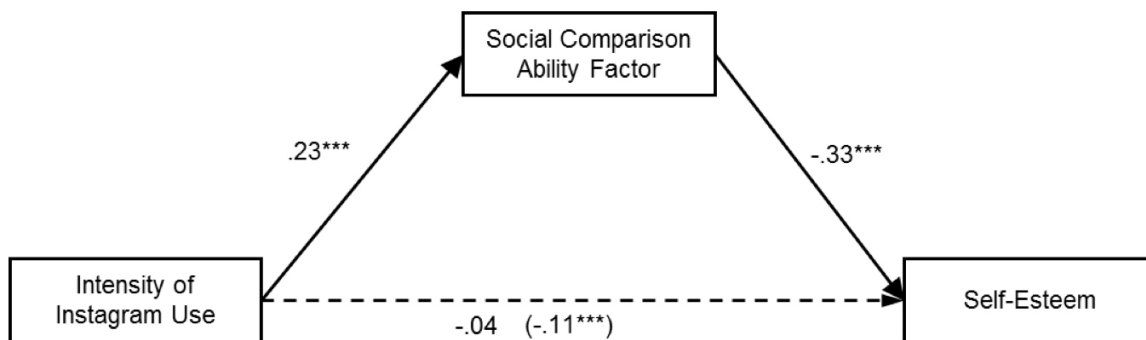 Social Comparison
Ability Factor
.23***
-.33***
Intensity of
Instagram Use
Self-Esteem
-.04 (-.11***)